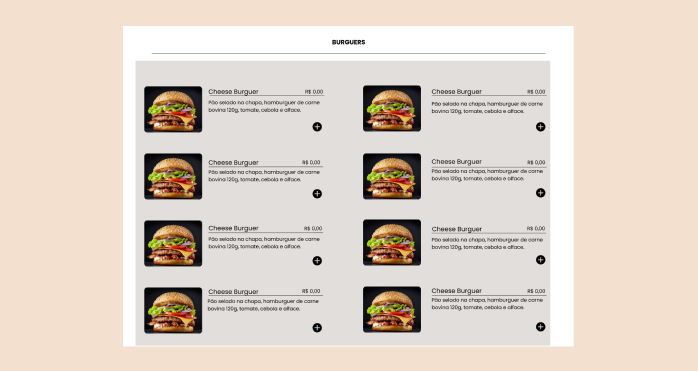 BURGUERS
Cheese Burguer R$ 0,00
Pão selado na chapa, hamburguer de carne
bovina 120g, tomate, cebola e alface.
Cheese Burguer R$ 0,00
Pão selado na chapa, hamburguer de carne
bovina 120g, tomate, cebola e alface.
Cheese Burguer R$ 0,00
Pão selado na chapa, hamburguer de carne
bovina 120g, tomate, cebola e alface.
Cheese Burguer R$ 0,00
Pão selado na chapa, hamburguer de carne
bovina 120g, tomate, cebola e alface.
Cheese Burguer R$ 0,00
Pão selado na chapa, hamburguer de carne
bovina 120g, tomate, cebola e alface.
Cheese Burguer R$ 0,00
Pão selado na chapa, hamburguer de carne
bovina 120g, tomate, cebola e alface.
Cheese Burguer R$ 0,00
Pão selado na chapa, hamburguer de carne
bovina 120g, tomate, cebola e alface.
Cheese Burguer R$ 0,00
Pão selado na chapa, hamburguer de carne
bovina 120g, tomate, cebola e alface.